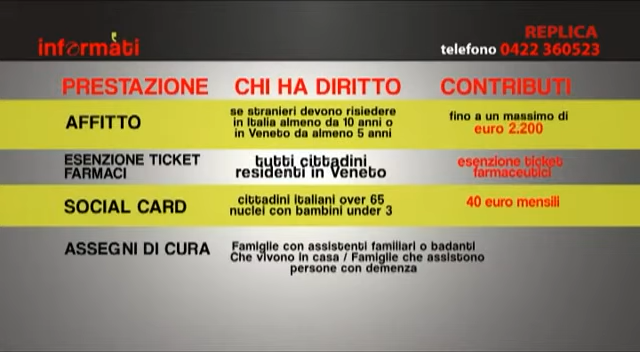 REPLICA
informàti
telefono 0422 360523
PRESTAZIONE CHI HA DIRITTO CONTRIBUTI
AFFITTO
se stranieri devono risiedere
in Italia almeno da 10 anni o
in Veneto da almeno 5 anni
fino a un massimo di
euro 2.200
ESENZIONE TICKET
FARMACI
tutti cittadini
residenti in Veneto
esenzione ticket
farmaceutici
SOCIAL CARD
cittadini italiani over 65
nuclei con bambini under 3
40 euro mensili
ASSEGNI DI CURA
Famiglie con assistenti familiari o badanti
Che vivono in casa / Famiglie che assistono
persone con demenza